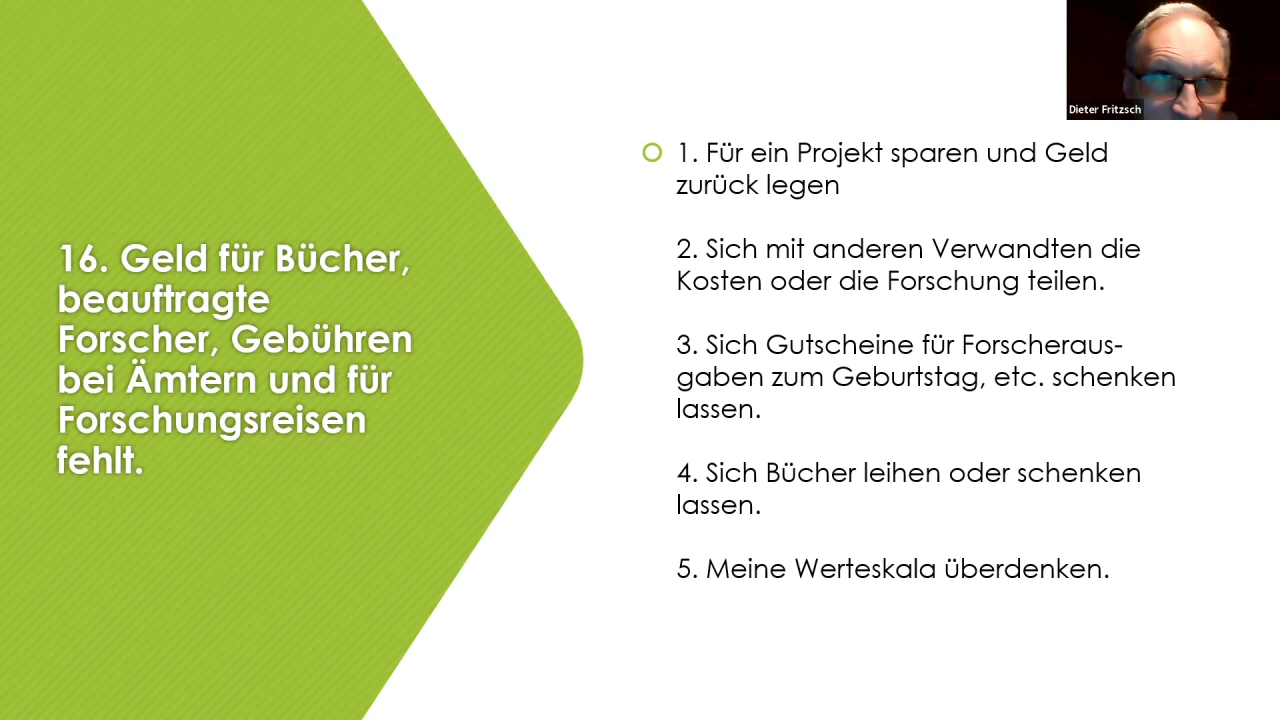 16. Geld für Bücher,
beauftragte
Forscher, Gebühren
bei Ämtern und für
Forschungsreisen
fehlt.
1. Für ein Projekt sparen und Geld
zurück legen
2. Sich mit anderen Verwandten die
Kosten oder die Forschung teilen.
3. Sich Gutscheine für Forscheraus-
gaben zum Geburtstag, etc. schenken
lassen.
4. Sich Bücher leihen oder schenken
lassen.
5. Meine Werteskala überdenken.
Dieter Fritzsch